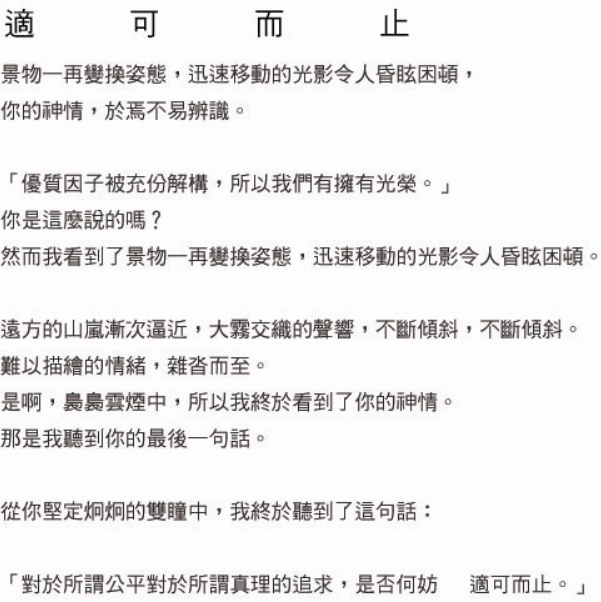 適可而止
景物一再變換姿態，迅速移動的光影令人昏眩困頓，
你的神情，於焉不易辨識。
「優質因子被充份解構，所以我們有擁有光榮。」
你是這麼說的嗎？
然而我看到了景物一再變換姿態，迅速移動的光影令人昏眩困頓。
遠方的山嵐漸次逼近，大霧交織的聲響，不斷傾斜，不斷傾斜。
難以描繪的情緒，雜沓而至。
是啊，裊裊雲煙中，所以我終於看到了你的神情。
那是我聽到你的最後一句話。
從你堅定炯炯的雙瞳中，我終於聽到了這句話：
「對於所謂公平對於所謂真理的追求，是否何妨　適可而止。」